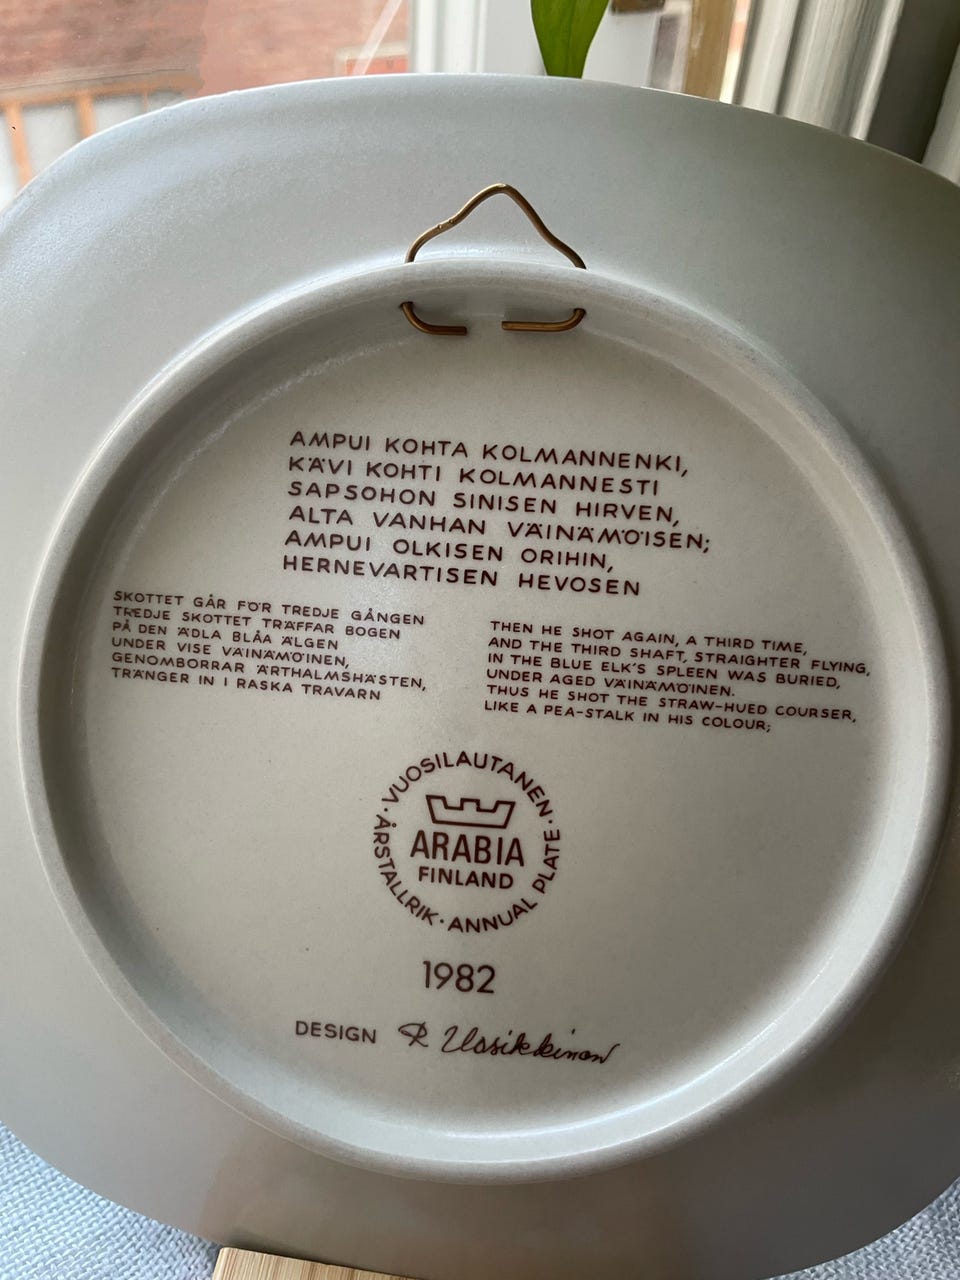 AMPUI KOHTA KOLMANNENKI,
KÄVI KOHTI KOLMANNESTI
SAPSOHON SINISEN HIRVEN,
ALTA VANHAN VÄINÄMÖISEN;
AMPUI OLKISEN ORIHIN,
HERNEVARTISEN HEVOSEN
SKOTTET GÅR FÖR TREDJE GÅNGEN
TREDJE SKOTTET TRÄFFAR BOGEN
PÅ DEN ÄDLA BLÅA ÄLGEN
UNDER VISE VÄINÄMÖINEN,
GENOMBORRAR ÄRTHALMSHÄSTEN,
TRÄNGER IN I RASKA TRAVARN
THEN HE SHOT AGAIN, A THIRD TIME,
AND THE THIRD SHAFT, STRAIGHTER FLYING,
IN THE BLUE ELK'S SPLEEN WAS BURIED,
UNDER AGED VÄINÄMÖINEN.
THUS HE SHOT THE STRAW-HUED COURSER,
LIKE A PEA-STALK IN HIS COLOUR;
· VUOSILAUTANEN · ANNUAL PLATE · ÅRSTALLRIK
ARABIA
FINLAND
1982
DESIGN R Uosikkinen